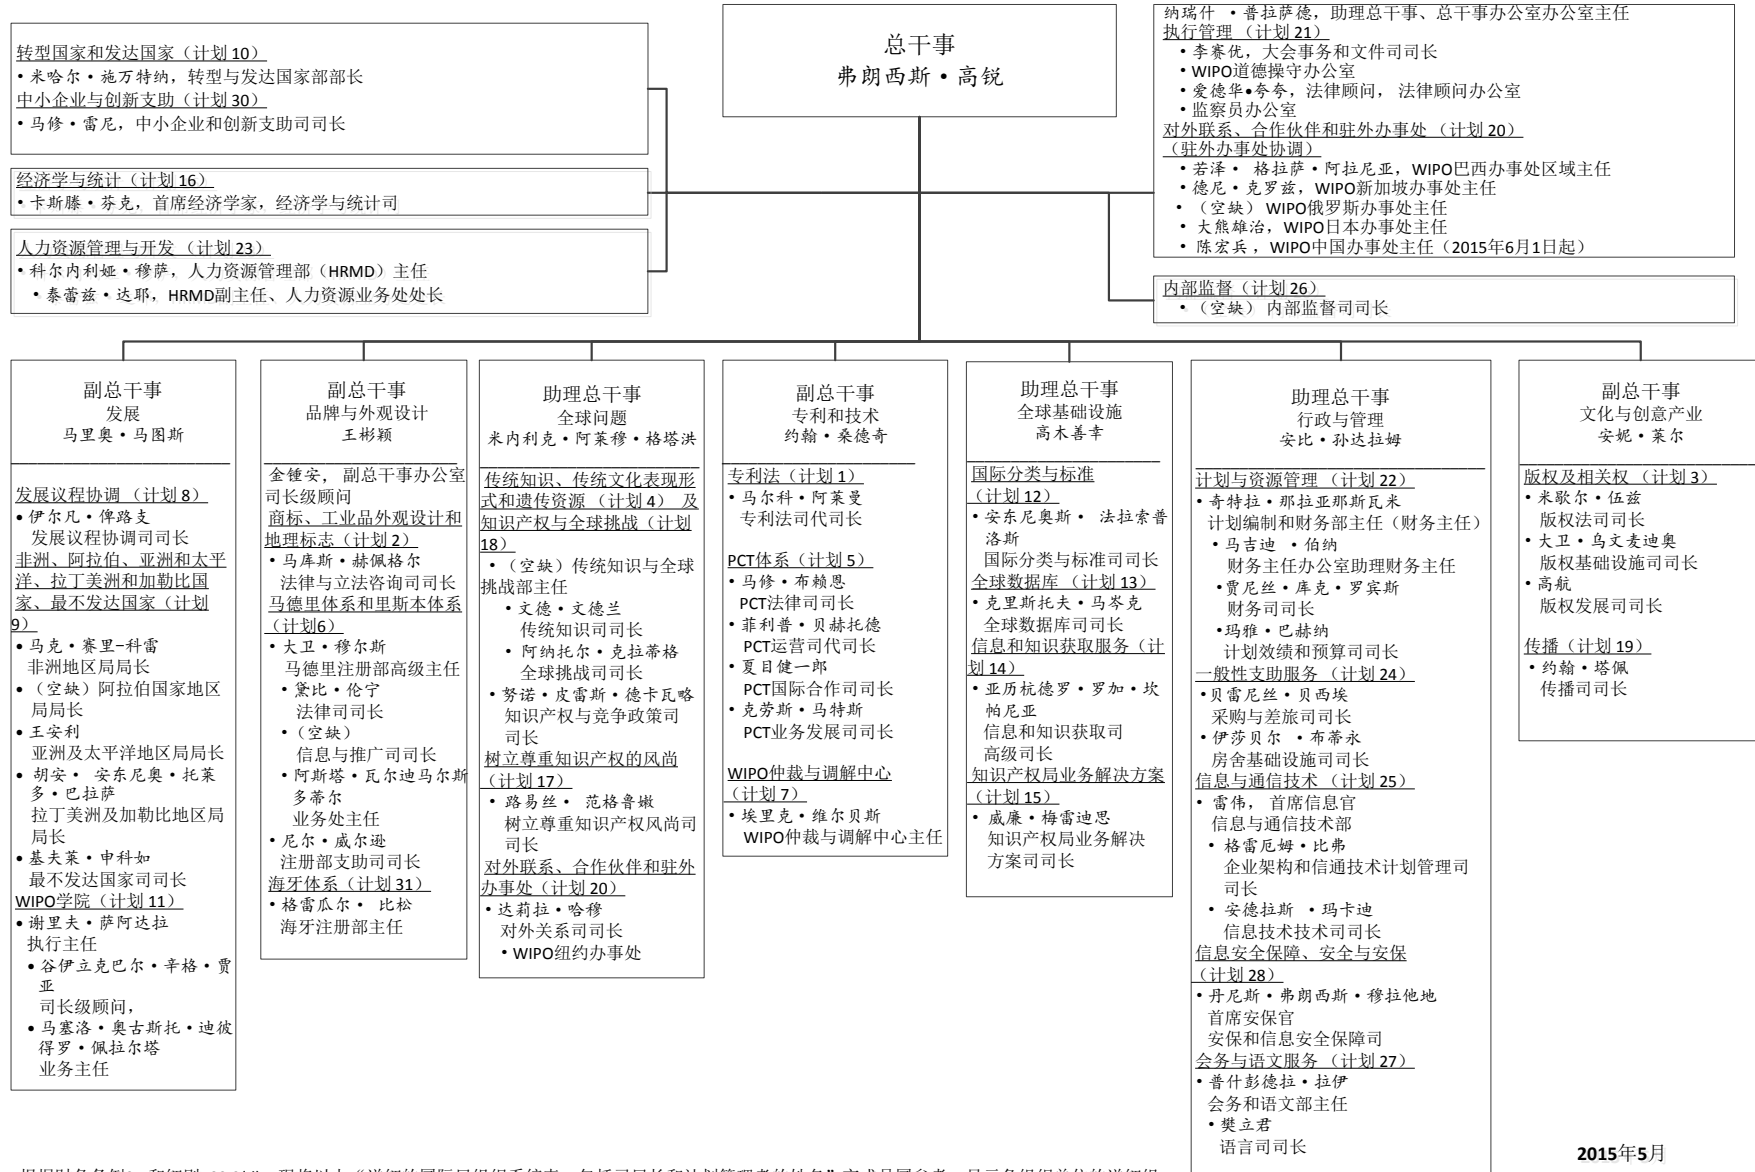 总干事
弗朗西斯•高锐
转型国家和发达国家（计划 10）
• 米哈尔•施万特纳，转型与发达国家部部长
中小企业与创新支助（计划 30）
• 马修•雷尼，中小企业和创新支助司司长
经济学与统计（计划 16）
• 卡斯滕•芬克，首席经济学家，经济学与统计司
人力资源管理与开发 （计划 23）
• 科尔内利娅•穆萨，人力资源管理部（HRMD）主任
• 泰蕾兹•达耶，HRMD副主任、人力资源业务处处长
纳瑞什 •普拉萨德，助理总干事、总干事办公室办公室主任
执行管理 （计划 21）
• 李赛优，大会事务和文件司司长
• WIPO道德操守办公室
• 爱德华•夸夸，法律顾问， 法律顾问办公室
• 监察员办公室
对外联系、合作伙伴和驻外办事处 （计划 20）
（驻外办事处协调）
• 若泽• 格拉萨•阿拉尼亚，WIPO巴西办事处区域主任
• 德尼•克罗兹，WIPO新加坡办事处主任
• （空缺） WIPO俄罗斯办事处主任
• 大熊雄治，WIPO日本办事处主任
• 陈宏兵 ，WIPO中国办事处主任（2015年6月1日起）
内部监督（计划 26）
• （空缺） 内部监督司司长
副总干事
发展
马里奥•马图斯
发展议程协调 （计划 8）
• 伊尔凡•俾路支
发展议程协调司司长
非洲、阿拉伯、亚洲和太平
洋、拉丁美洲和加勒比国
家、最不发达国家（计划
9）
• 马克•赛里-科雷
非洲地区局局长
• （空缺）阿拉伯国家地区
局局长
• 王安利
亚洲及太平洋地区局局长
• 胡安• 安东尼奥•托莱
多•巴拉萨
拉丁美洲及加勒比地区局
局长
• 基夫莱•申科如
最不发达国家司司长
WIPO学院（计划 11）
• 谢里夫•萨阿达拉
执行主任
• 谷伊立克巴尔•辛格•贾
亚
司长级顾问，
• 马塞洛•奥古斯托•迪彼
得罗•佩拉尔塔
业务主任
副总干事
品牌与外观设计
王彬颖
金锺安，副总干事办公室
司长级顾问
商标、工业品外观设计和
地理标志（计划 2）
• 马库斯•赫佩格尔
法律与立法咨询司司长
马德里体系和里斯本体系
（计划6）
• 大卫•穆尔斯
马德里注册部高级主任
• 黛比•伦宁
法律司司长
• （空缺）
信息与推广司司长
• 阿斯塔•瓦尔迪马尔斯
多蒂尔
业务处主任
• 尼尔•威尔逊
注册部支助司司长
海牙体系（计划 31）
• 格雷瓜尔• 比松
海牙注册部主任
助理总干事
全球问题
米内利克•阿莱穆•格塔洪
传统知识、传统文化表现形
式和遗传资源 （计划 4） 及
知识产权与全球挑战（计划
18）
• （空缺）传统知识与全球
挑战部主任
• 文德•文德兰
传统知识司司长
• 阿纳托尔•克拉蒂格
全球挑战司司长
• 努诺•皮雷斯•德卡瓦略
知识产权与竞争政策司
司长
树立尊重知识产权的风尚
（计划 17）
• 路易丝• 范格鲁嫩
树立尊重知识产权风尚司
司长
对外联系、合作伙伴和驻外
办事处（计划 20）
• 达莉拉•哈穆
对外关系司司长
• WIPO纽约办事处
副总干事
专利和技术
约翰•桑德奇
专利法（计划 1）
• 马尔科•阿莱曼
专利法司代司长
PCT体系（计划 5）
• 马修•布赖恩
PCT法律司司长
• 菲利普•贝赫托德
PCT运营司代司长
• 夏目健一郎
PCT国际合作司司长
• 克劳斯•马特斯
PCT业务发展司司长
WIPO仲裁与调解中心
（计划 7）
• 埃里克•维尔贝斯
WIPO仲裁与调解中心主任
助理总干事
全球基础设施
高木善幸
国际分类与标准
（计划 12）
• 安东尼奥斯• 法拉索普
洛斯
国际分类与标准司司长
全球数据库（计划 13）
• 克里斯托夫•马岑克
全球数据库司司长
信息和知识获取服务（计
划 14）
• 亚历杭德罗•罗加•坎
帕尼亚
信息和知识获取司
高级司长
知识产权局业务解决方案
（计划 15）
• 威廉•梅雷迪思
知识产权局业务解决
方案司司长
助理总干事
行政与管理
安比•孙达拉姆
计划与资源管理（计划 22）
• 奇特拉•那拉亚那斯瓦米
计划编制和财务部主任（财务主任）
• 马吉迪 •伯纳
财务主任办公室助理财务主任
• 贾尼丝•库克•罗宾斯
财务司司长
• 玛雅•巴赫纳
计划效绩和预算司司长
一般性支助服务（计划 24）
• 贝雷尼丝•贝西埃
采购与差旅司司长
• 伊莎贝尔 •布蒂永
房舍基础设施司司长
信息与通信技术（计划 25）
• 雷伟， 首席信息官
信息与通信技术部
• 格雷厄姆•比弗
企业架构和信通技术计划管理司
司长
• 安德拉斯 •玛卡迪
信息技术技术司司长
信息安全保障、安全与安保
（计划 28）
• 丹尼斯•弗朗西斯•穆拉他地
首席安保官
安保和信息安全保障司
会务与语文服务 （计划 27）
• 普什彭德拉•拉伊
会务和语文部主任
• 樊立君
语言司司长
副总干事
文化与创意产业
安妮•莱尔
版权及相关权（计划 3）
• 米歇尔•伍兹
版权法司司长
• 大卫•乌文麦迪奥
版权基础设施司司长
• 高航
版权发展司司长
传播（计划 19）
• 约翰•塔佩
传播司司长
2015年5月